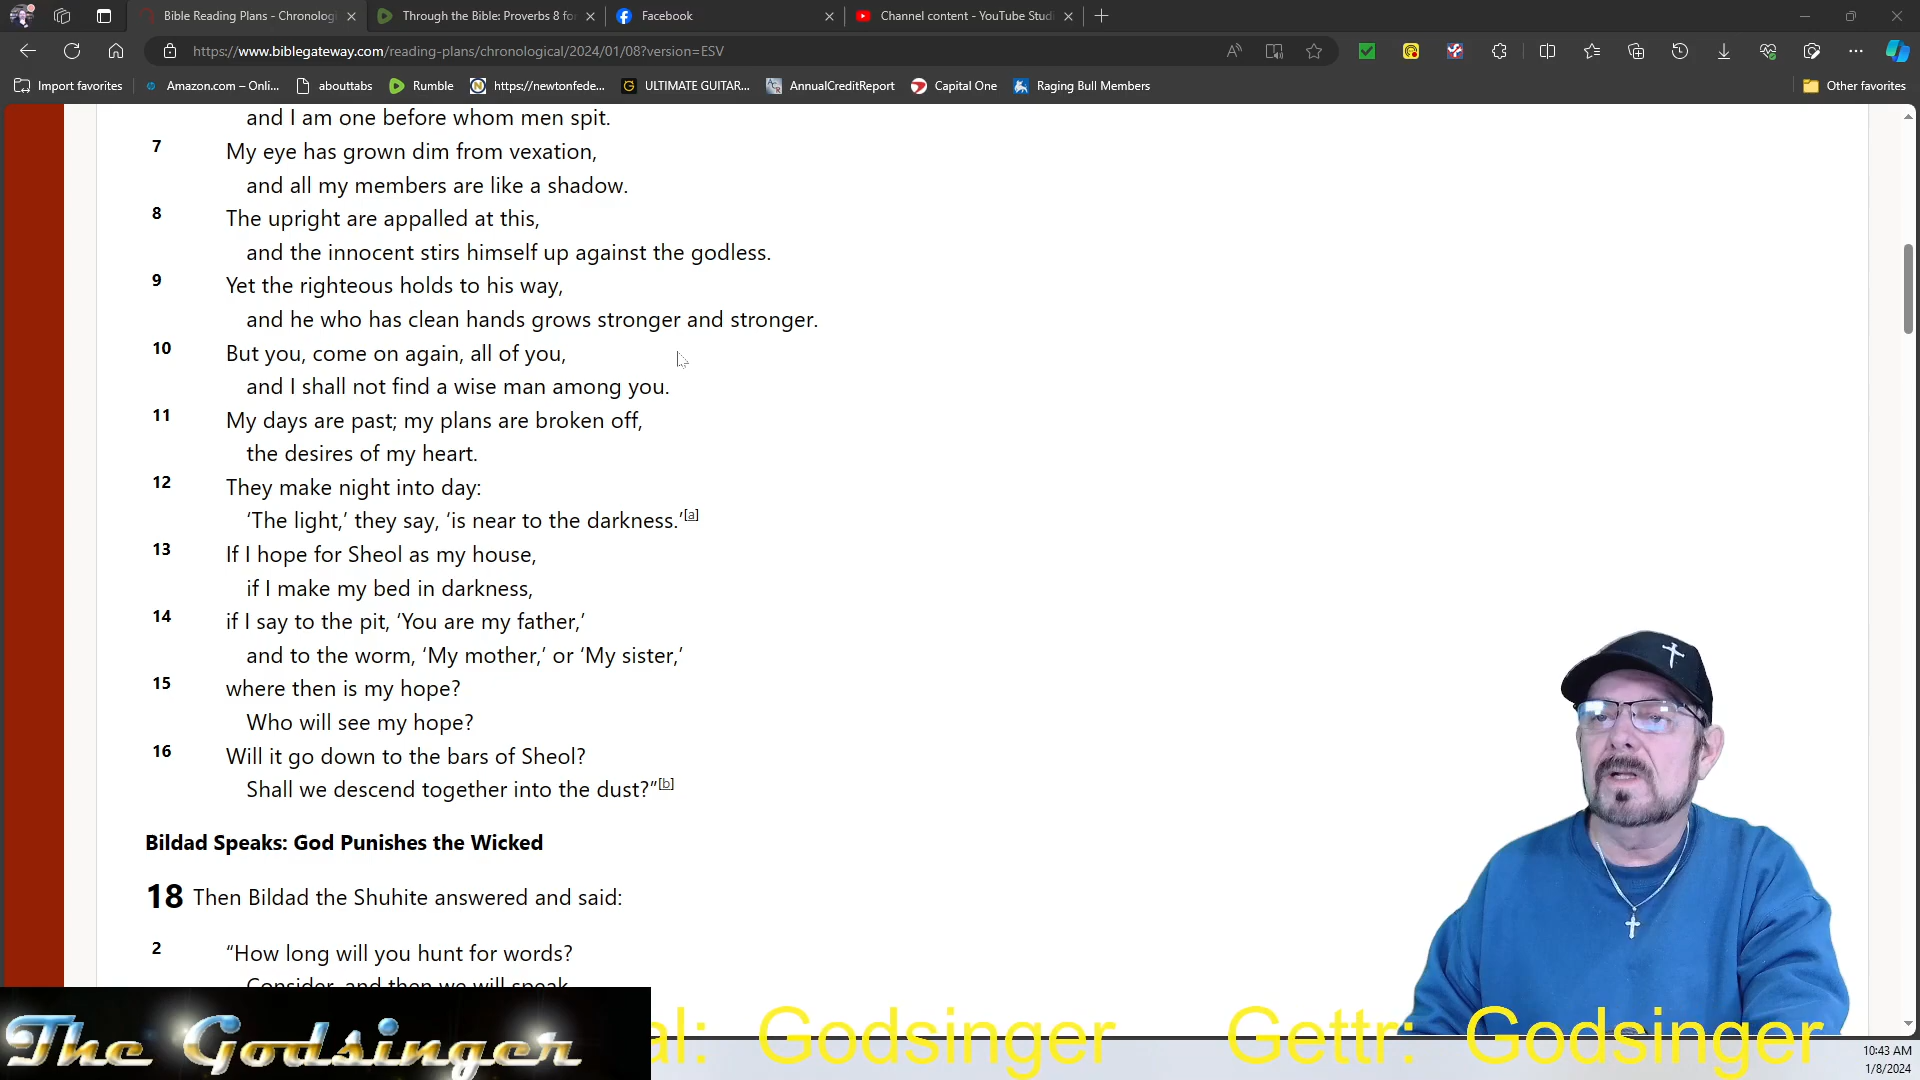 Bible Reading Plans - Chronologi
Through the Bible: Proverbs 8 fo
Facebook
Channel content - YouTube Studi
https://www.biblegateway.com/reading-plans/chronological/2024/01/08?version=ESV
Import favorites
Amazon.com – Onli...
abouttabs
Rumble
https://newtonfede...
ULTIMATE GUITAR...
AnnualCreditReport
Capital One
Raging Bull Members
Other favorites
and I am one before whom men spit.
7 My eye has grown dim from vexation,
and all my members are like a shadow.
8 The upright are appalled at this,
and the innocent stirs himself up against the godless.
9 Yet the righteous holds to his way,
and he who has clean hands grows stronger and stronger.
10 But you, come on again, all of you,
and I shall not find a wise man among you.
11 My days are past; my plans are broken off,
the desires of my heart.
12 They make night into day:
‘The light,’ they say, ‘is near to the darkness.’[a]
13 If I hope for Sheol as my house,
if I make my bed in darkness,
14 if I say to the pit, ‘You are my father,’
and to the worm, ‘My mother,’ or ‘My sister,’
15 where then is my hope?
Who will see my hope?
16 Will it go down to the bars of Sheol?
Shall we descend together into the dust?”[b]
Bildad Speaks: God Punishes the Wicked
18 Then Bildad the Shuhite answered and said:
2 “How long will you hunt for words?
Consider, and then we will speak.
The Godsinger
al: Godsinger Gettr: Godsinger
10:43 AM
1/8/2024